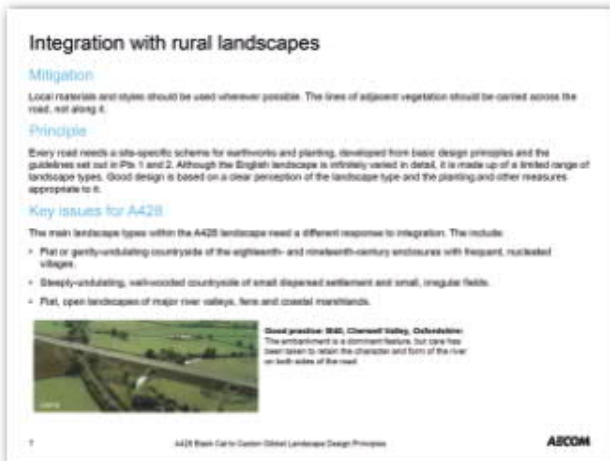 Integration with rural landscapes
Mitigation
Local materials and styles should be used wherever possible. The lines of adjacent vegetation should be carried across the
road, not along it.
Principle
Every road needs a site-specific scheme for earthworks and planting, developed from basic design principles and the
guidelines set out in Pts 1 and 2. Although the English landscape is infinitely varied in detail, it is made up of a limited range of
landscape types. Good design is based on a clear perception of the landscape type and the planting and other measures
appropriate to it.
Key issues for A428
The main landscape types within the A428 landscape need a different response to integration. The include:
• Flat or gently-undulating countryside of the eighteenth- and nineteenth-century enclosures with frequent, nucleated
villages.
• Steeply-undulating, well-wooded countryside of small dispersed settlement and small, irregular fields.
• Flat, open landscapes of major river valleys, fens and coastal marshlands.
Good practice: M40, Cherwell Valley, Oxfordshire:
The embankment is a dominant feature, but care has
been taken to retain the character and form of the river
on both sides of the road.
7
A428 Black Cat to Caxton Gibbet Landscape Design Principles
AECOM